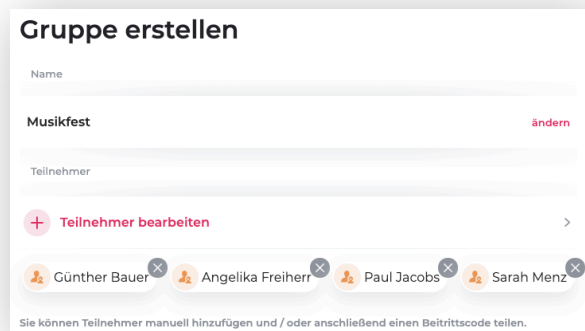 Gruppe erstellen
Name
Musikfest ändern
Teilnehmer
Teilnehmer bearbeiten
Günther Bauer Angelika Freiherr Paul Jacobs Sarah Menz
Sie können Teilnehmer manuell hinzufügen und / oder anschließend einen Beitrittscode teilen.